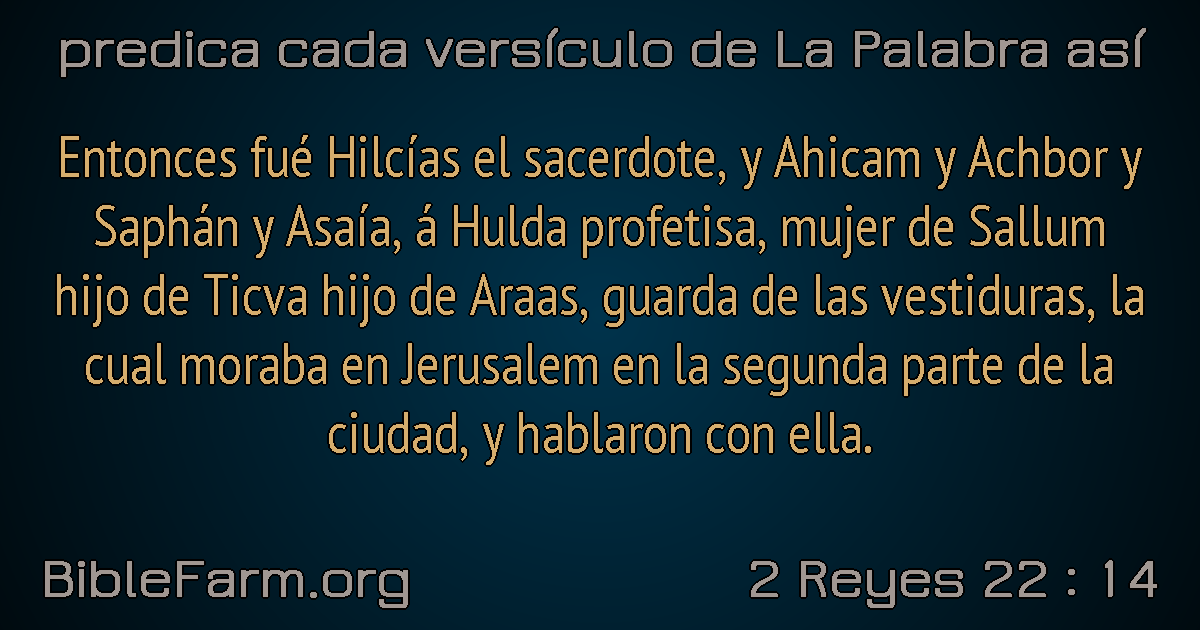 predica cada versículo de La Palabra así
Entonces fué Hilcías el sacerdote, y Ahicam y Achbor y
Saphán y Asaía, á Hulda profetisa, mujer de Sallum
hijo de Ticva hijo de Araas, guarda de las vestiduras, la
cual moraba en Jerusalem en la segunda parte de la
ciudad, y hablaron con ella.
BibleFarm.org
2 Reyes 22 : 14